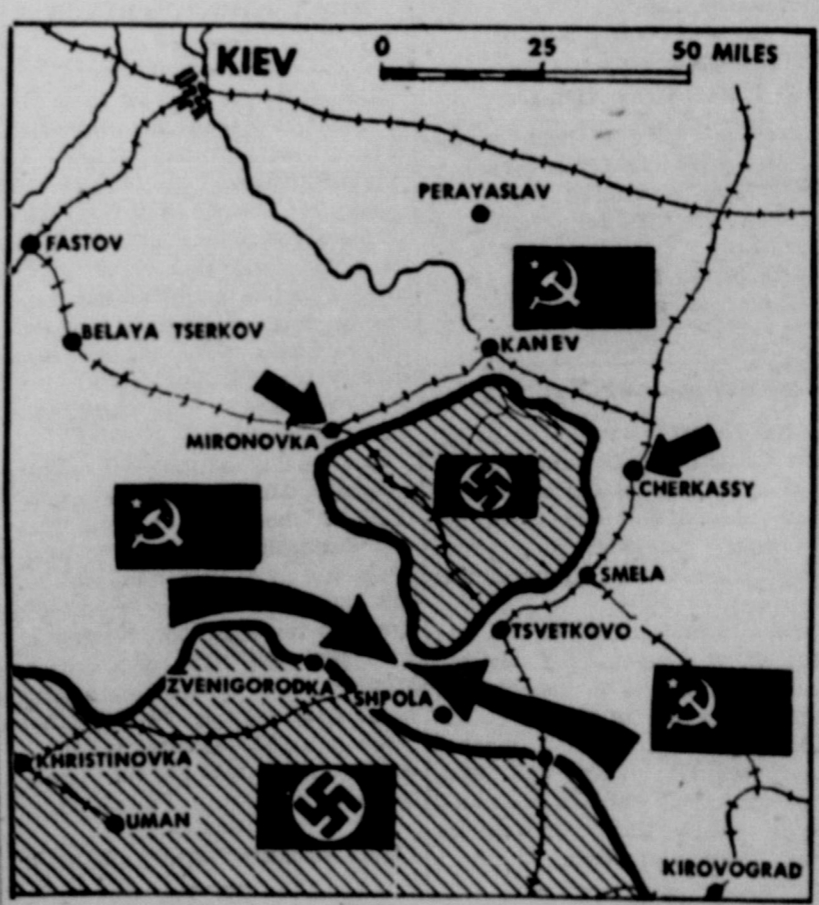 KIEV
0 25 50 MILES
PERAYASLAV
FASTOV
BELAYA TSERKOV
KANEV
MIRONOVKA
CHERKASSY
SMELA
TSVETKOVO
ZVENIGORODKA
SHPOLA
KHRISTINOVKA
UMAN
KIROVOGRAD